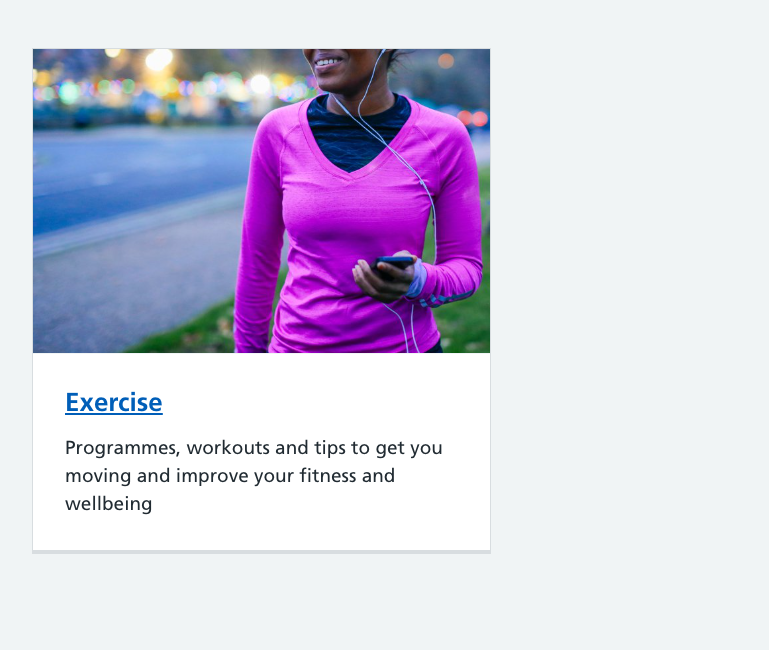 Exercise
Programmes, workouts and tips to get you
moving and improve your fitness and
wellbeing